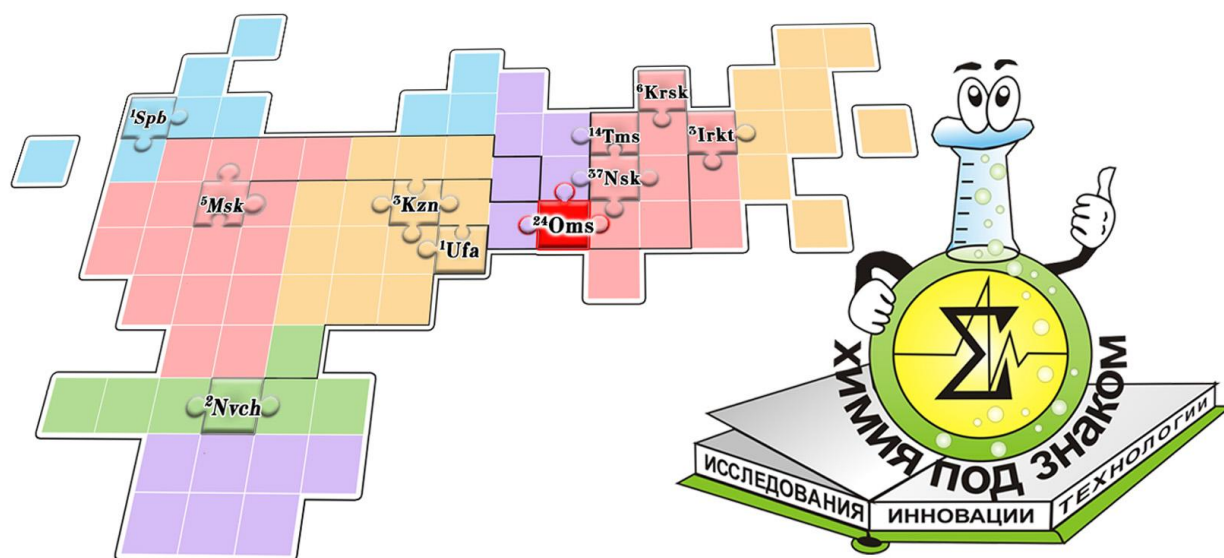 ⁶Krsk
¹Spb
¹⁴Tms
³Irkt
³⁷Nsk
⁵Msk
³Kzn
²⁴Oms
¹Ufa
²Nvch
Σ
ХИМИЯ ПОД ЗНАКОМ
ИССЛЕДОВАНИЯ
ИННОВАЦИИ
ТЕХНОЛОГИИ